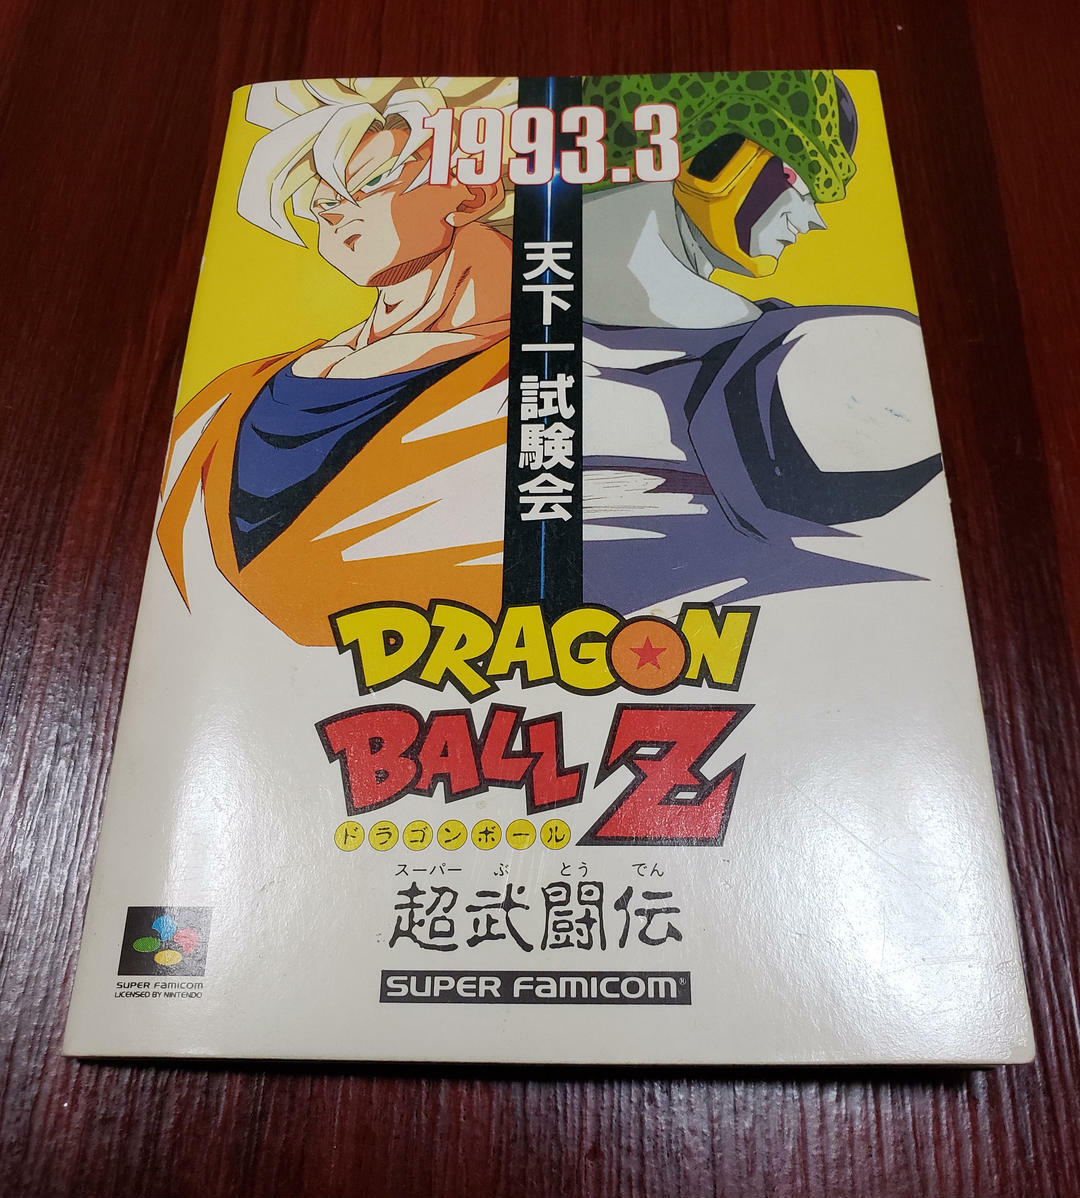 1993.3
天下一試験会
DRAGON
BALL Z
ドラゴンボール
スーパー ぶ とう でん
超武闘伝
SUPER FAMICOM®
SUPER FAMICOM
LICENSED BY NINTENDO